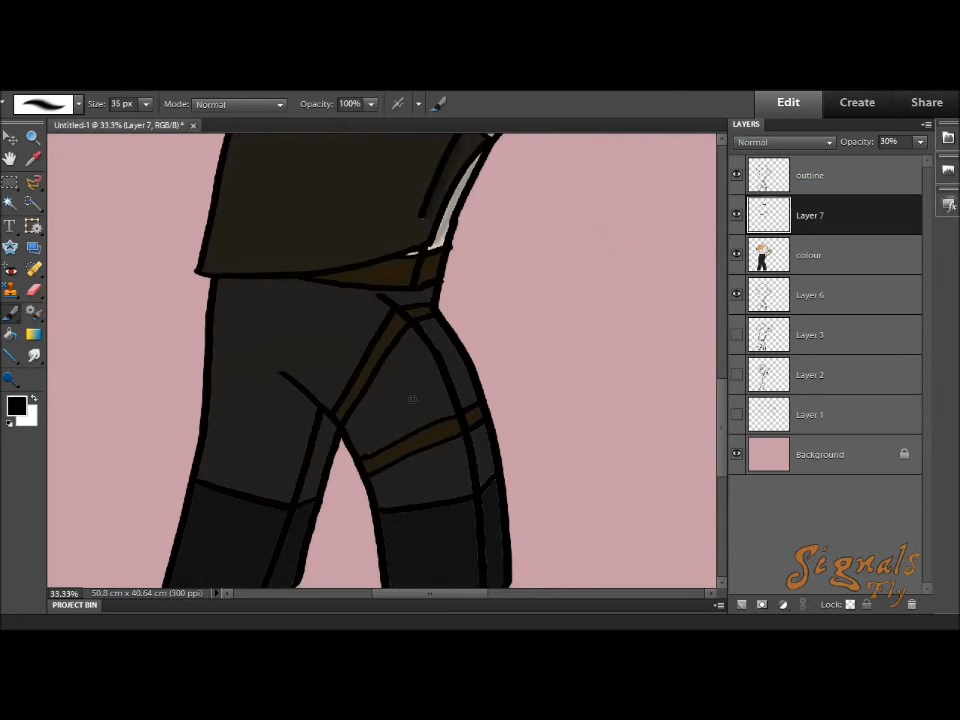 Size: 35 px Mode: Normal Opacity: 100% Edit Create Share
Untitled-1 @ 33.3% (Layer 7, RGB/8) * × LAYERS
Normal Opacity: 30%
outline
Layer 7
colour
Layer 6
Layer 3
Layer 2
Layer 1
Background
Signals
Fly
33.33% 50.8 cm x 40.64 cm (300 ppi) Lock:
PROJECT BIN